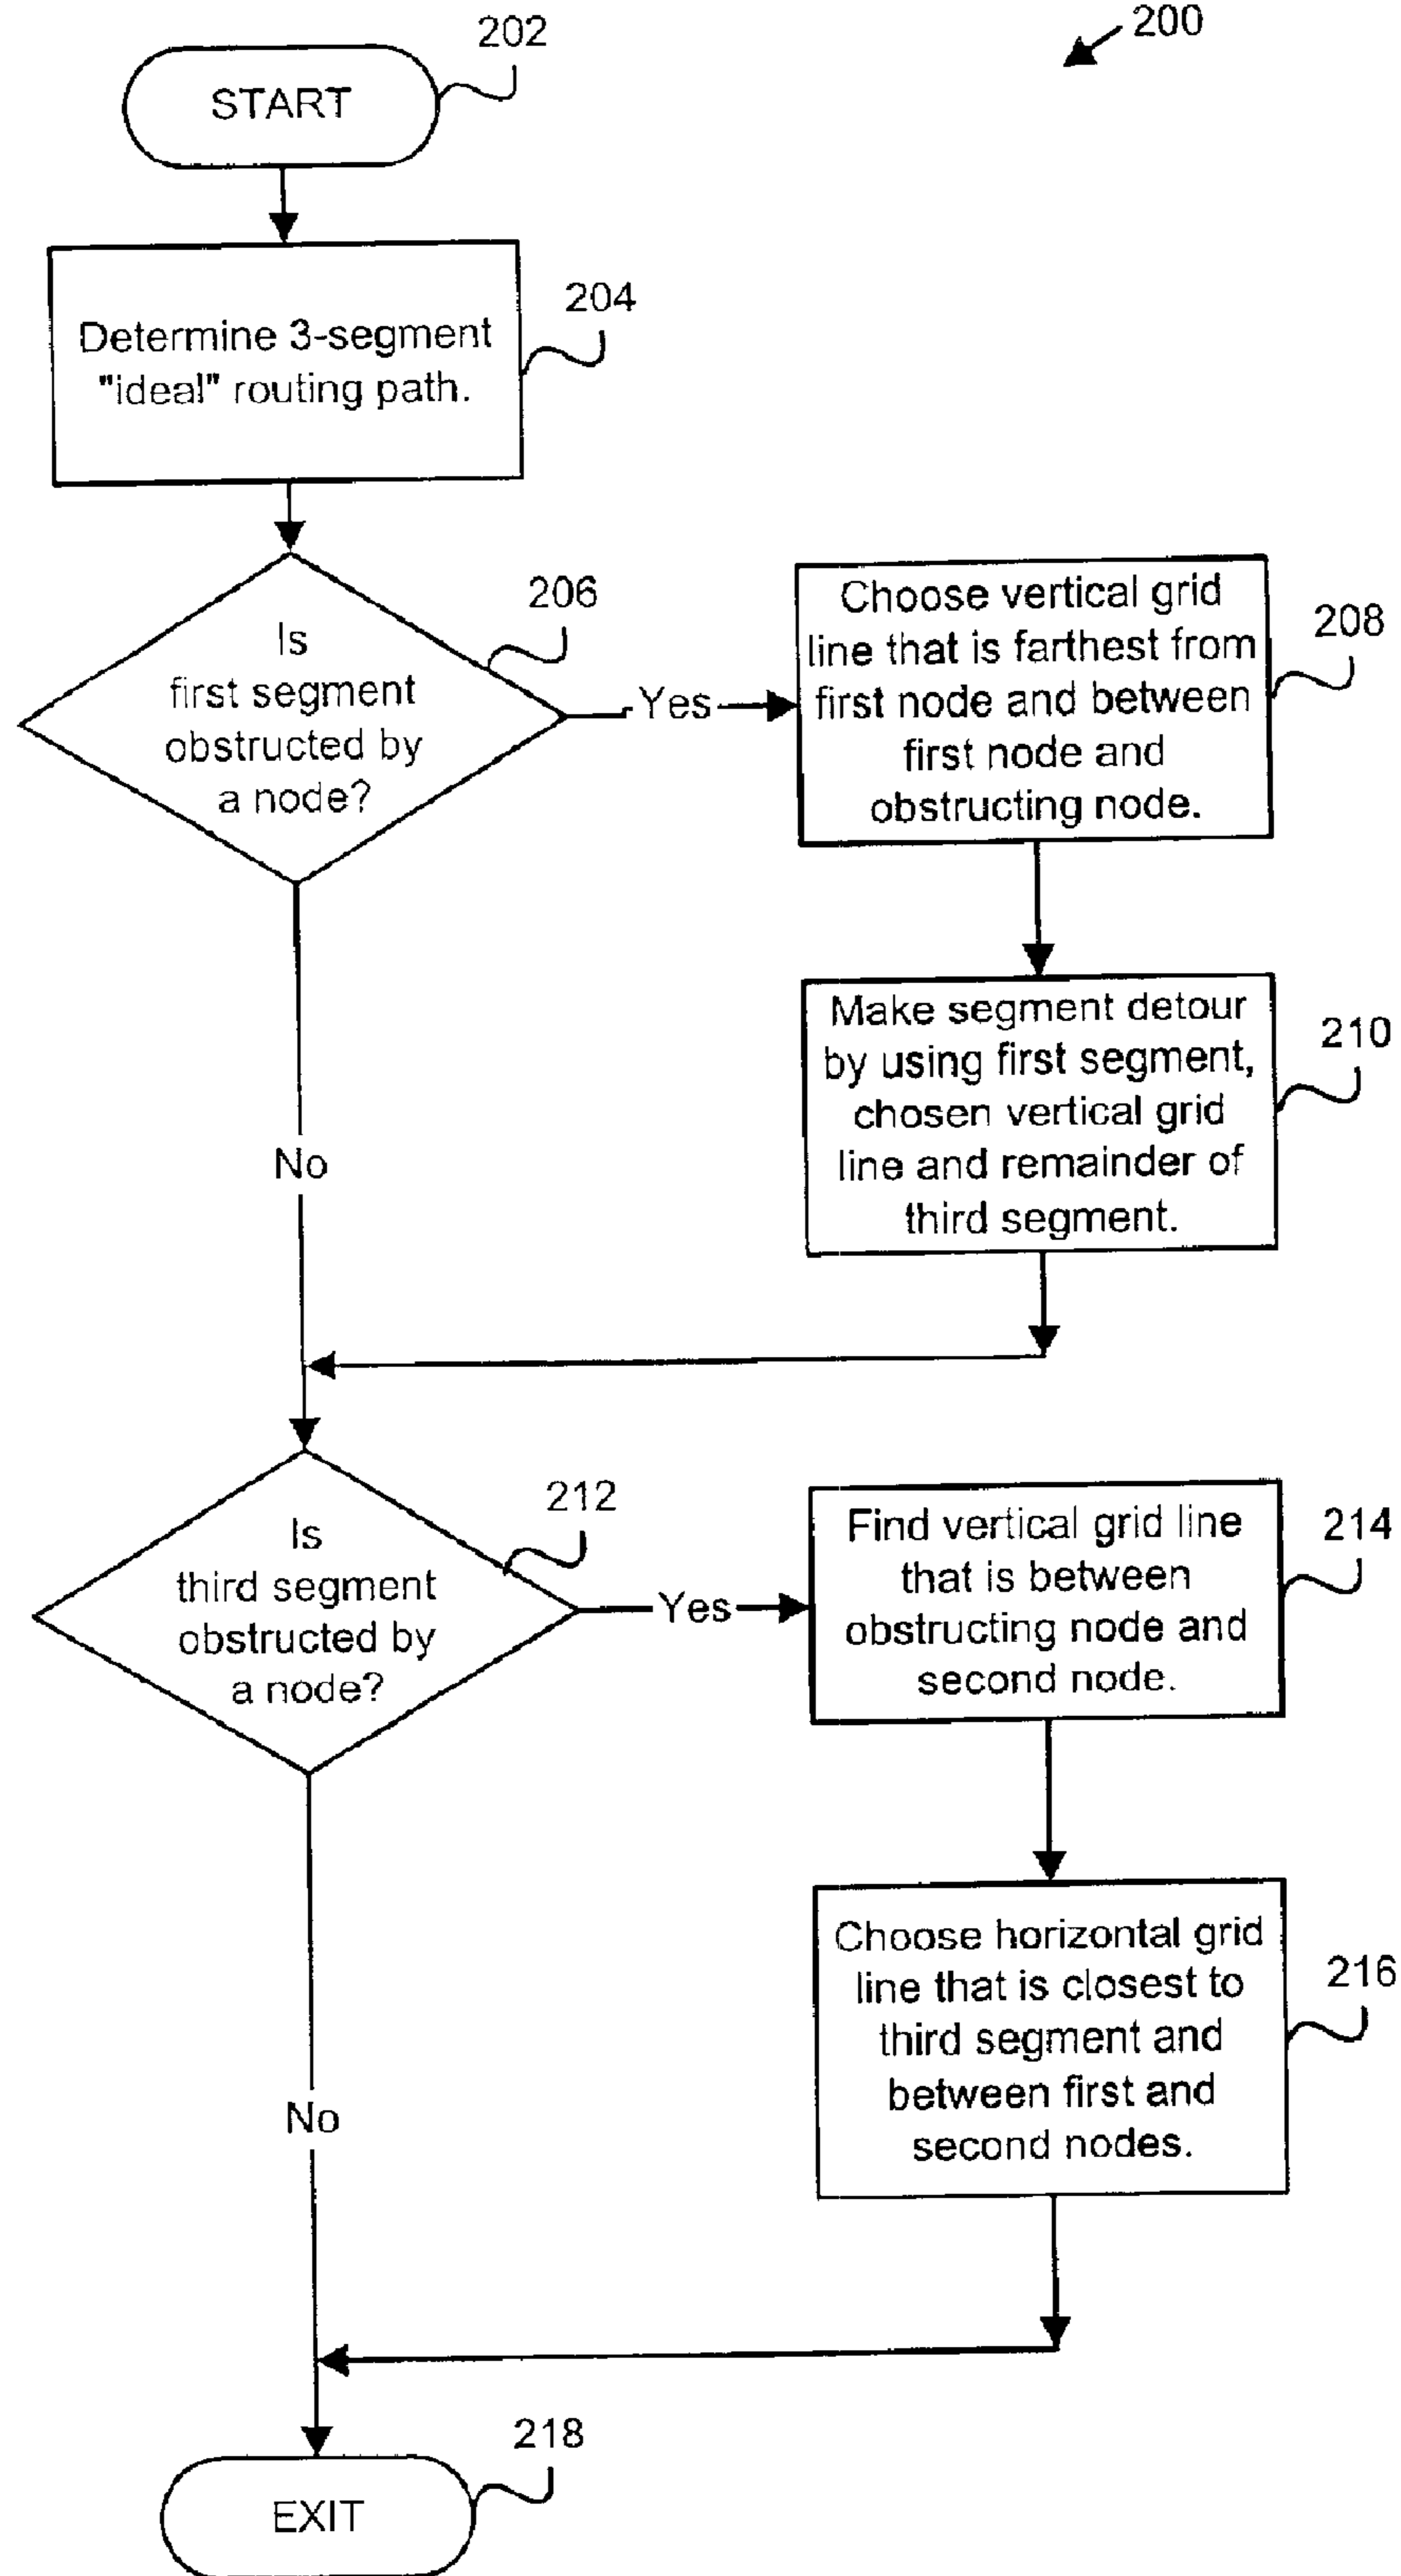 200
202
START
204
Determine 3-segment
"ideal" routing path.
206
Is
first segment
obstructed by
a node?
Yes
208
Choose vertical grid
line that is farthest from
first node and between
first node and
obstructing node.
210
Make segment detour
by using first segment,
chosen vertical grid
line and remainder of
third segment.
No
212
Is
third segment
obstructed by
a node?
Yes
214
Find vertical grid line
that is between
obstructing node and
second node.
216
Choose horizontal grid
line that is closest to
third segment and
between first and
second nodes.
No
218
EXIT